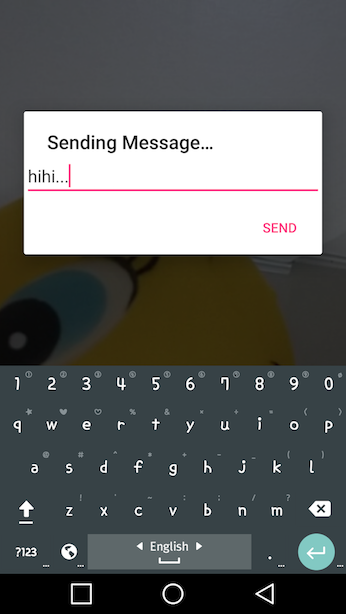 Sending Message…
hihi...
SEND
1 2 3 4 5 6 7 8 9 0
q w e r t y u i o p
a s d f g h j k l
z x c v b n m
?123 English .